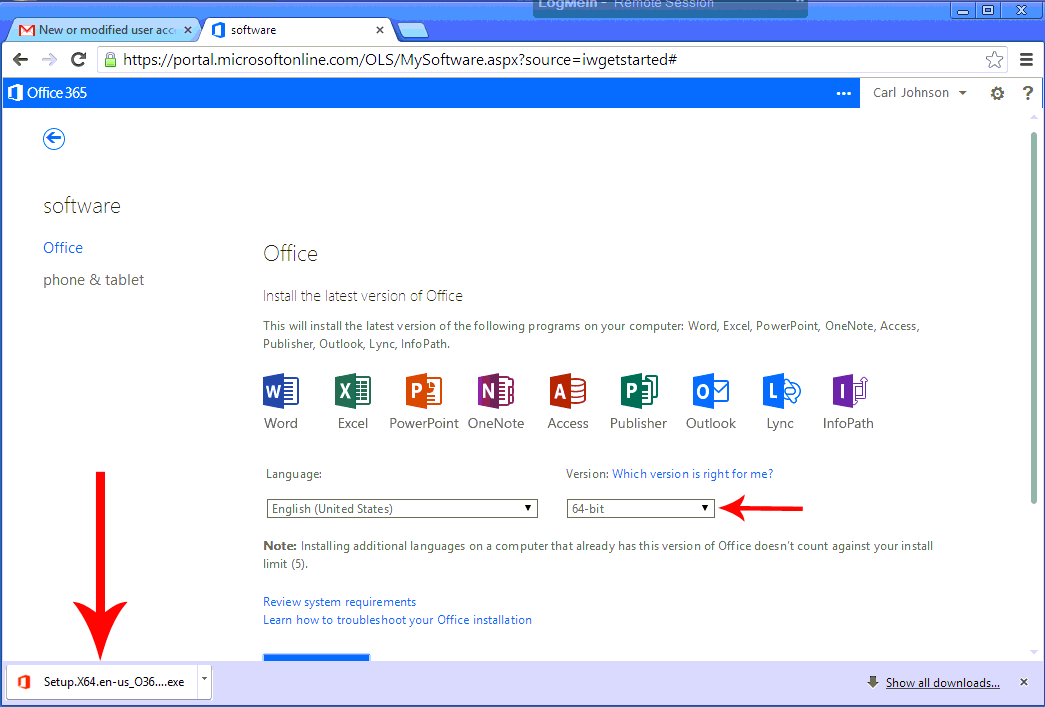 LogMeIn - Remote Session
New or modified user acc
software
https://portal.microsoftonline.com/OLS/MySoftware.aspx?source=iwgetstarted#
Office 365
... Carl Johnson ?
software
Office
phone & tablet
Office
Install the latest version of Office
This will install the latest version of the following programs on your computer: Word, Excel, PowerPoint, OneNote, Access,
Publisher, Outlook, Lync, InfoPath.
W X P N A P O L I
Word Excel PowerPoint OneNote Access Publisher Outlook Lync InfoPath
Language: Version: Which version is right for me?
English (United States) 64-bit
Note: Installing additional languages on a computer that already has this version of Office doesn't count against your install
limit (5).
Review system requirements
Learn how to troubleshoot your Office installation
Setup.X64.en-us_O36....exe Show all downloads...